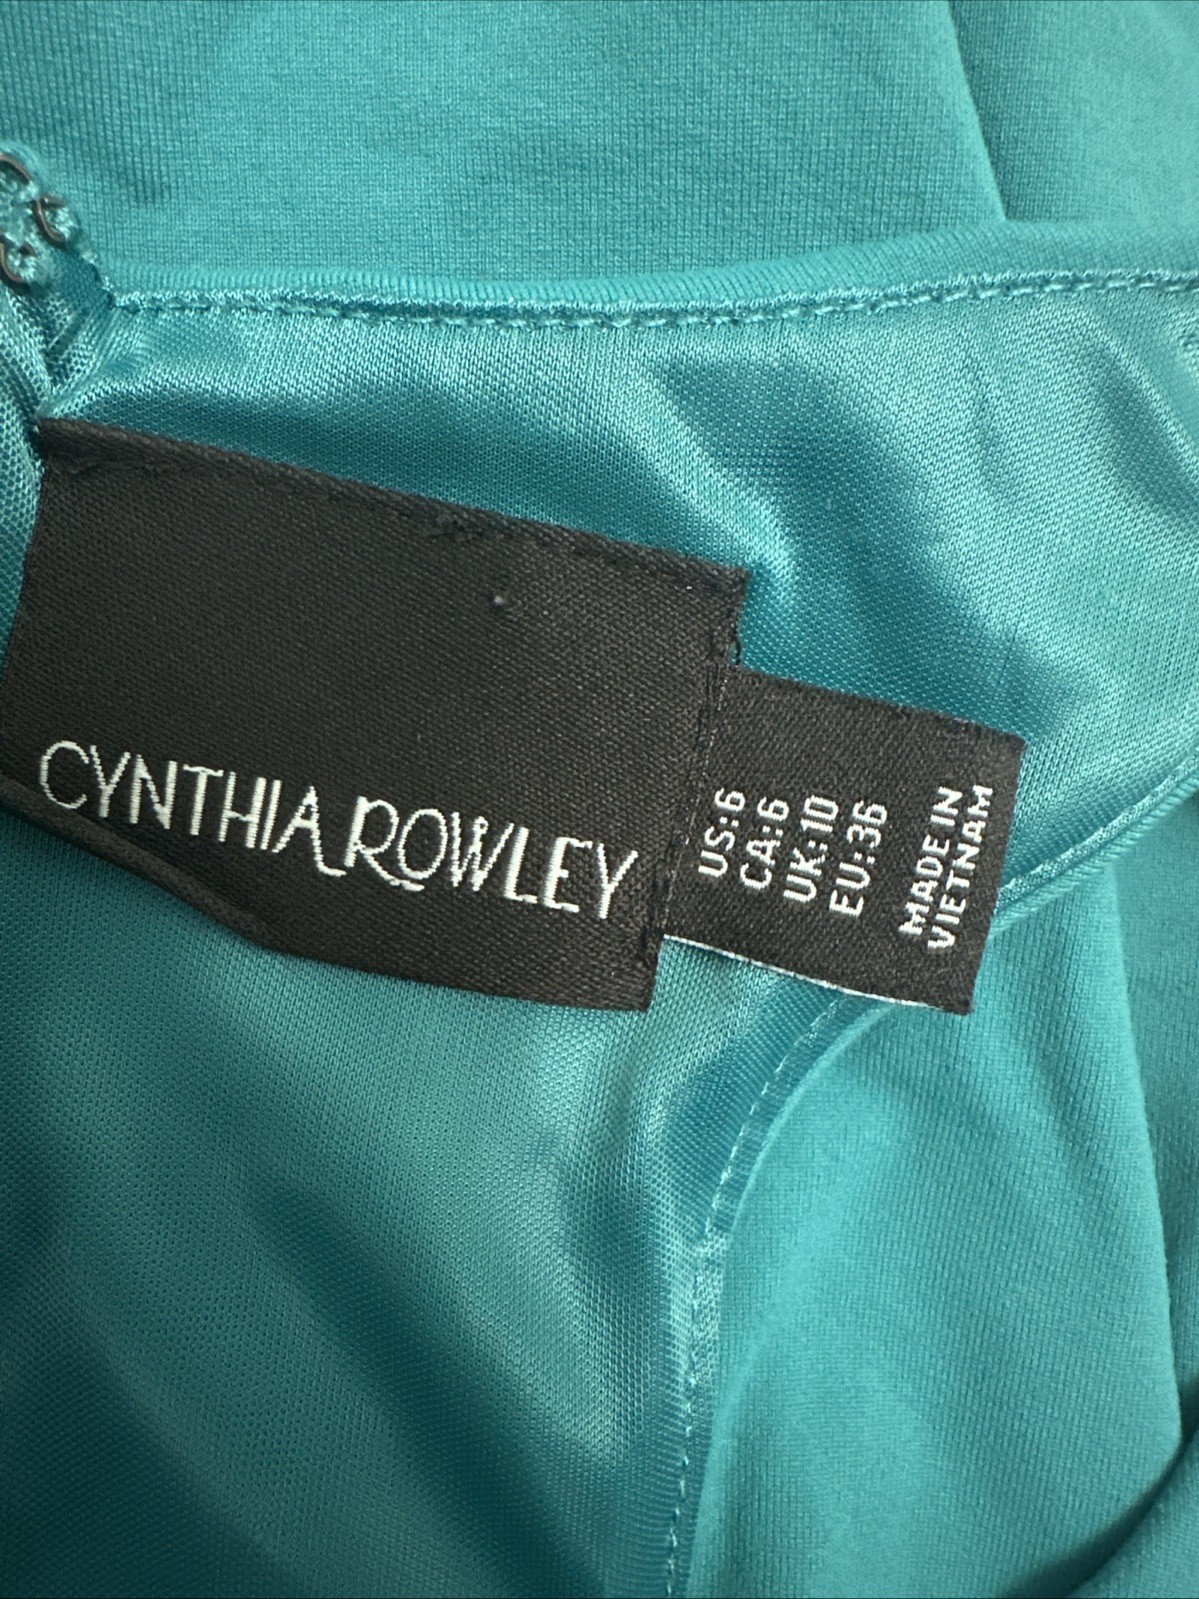 CYNTHIA ROWLEY
US:6
CA:6
UK:10
EU:36
MADE IN
VIETNAM